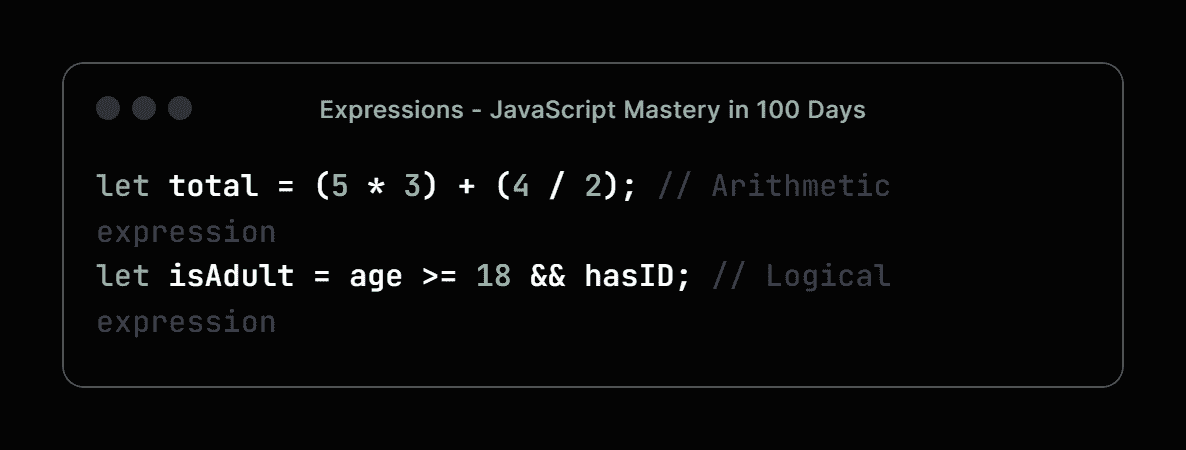 Expressions - JavaScript Mastery in 100 Days
let total = (5 * 3) + (4 / 2); // Arithmetic
expression
let isAdult = age >= 18 && hasID; // Logical
expression